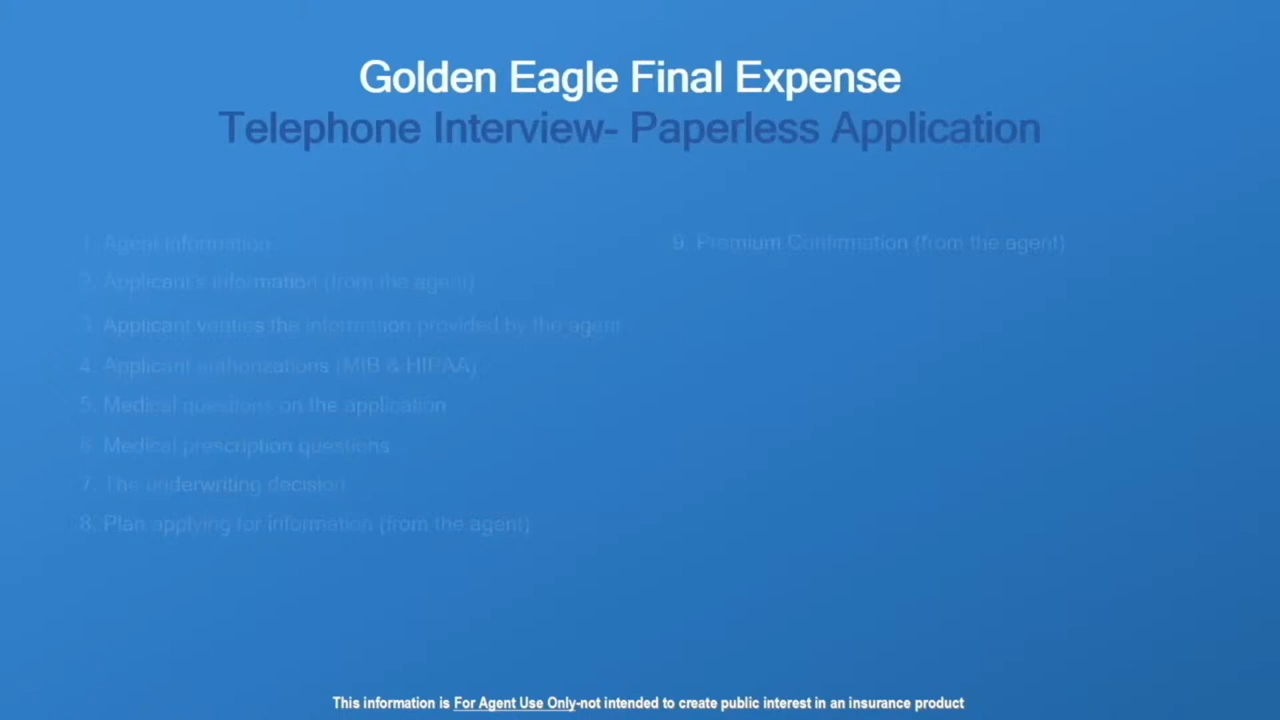 Golden Eagle Final Expense
Telephone Interview- Paperless Application
1. Agent Information
2. Applicant's information (from the agent)
3. Applicant verifies the information provided by the agent
4. Applicant authorizations (MIB & HIPAA)
5. Medical questions on the application
6. Medical prescription questions
7. The underwriting decision
8. Plan applying for information (from the agent)
9. Premium Confirmation (from the agent)
This information is For Agent Use Only-not intended to create public interest in an insurance product